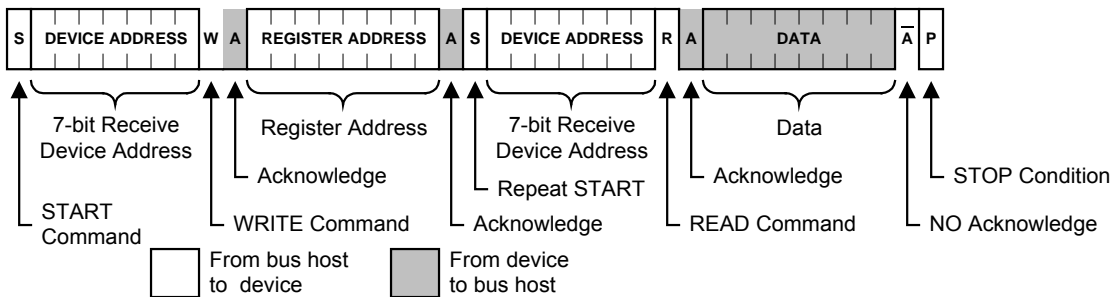 S DEVICE ADDRESS W A REGISTER ADDRESS A S DEVICE ADDRESS R A DATA A̅ P
7-bit Receive
Device Address
Register Address
7-bit Receive
Device Address
Data
Acknowledge
Repeat START
Acknowledge
STOP Condition
START
Command
WRITE Command
Acknowledge
READ Command
NO Acknowledge
From bus host
to device
From device
to bus host